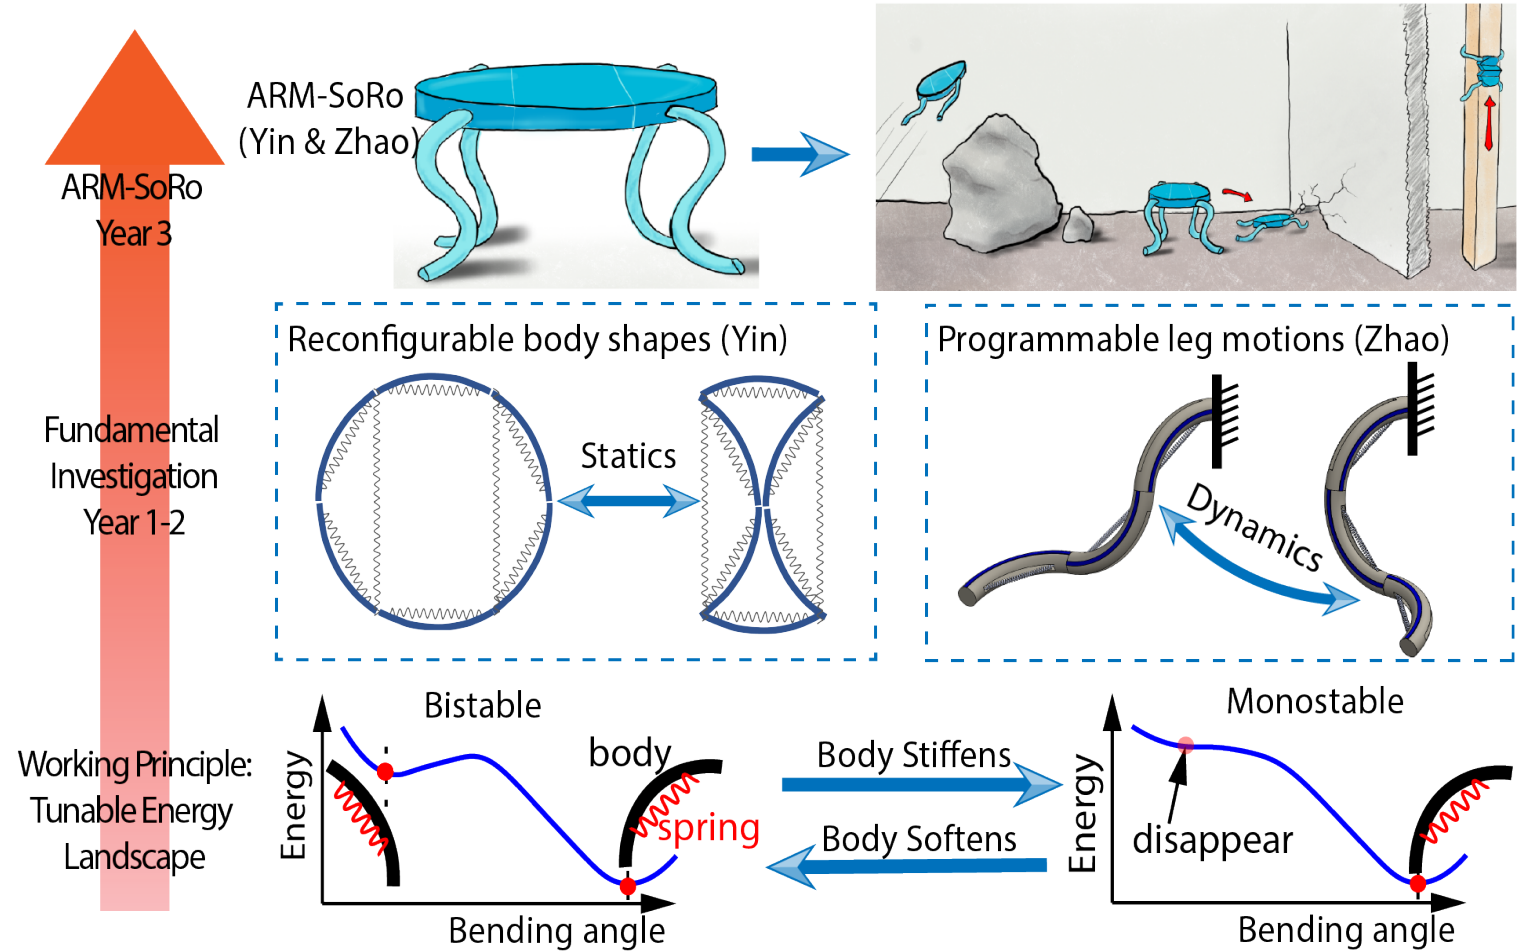 ARM-SoRo
(Yin & Zhao)
ARM-SoRo
Year 3
Reconfigurable body shapes (Yin)
Statics
Programmable leg motions (Zhao)
Dynamics
Fundamental
Investigation
Year 1-2
Working Principle:
Tunable Energy
Landscape
Bistable
Energy
body
spring
Bending angle
Body Stiffens
Body Softens
Monostable
Energy
disappear
Bending angle